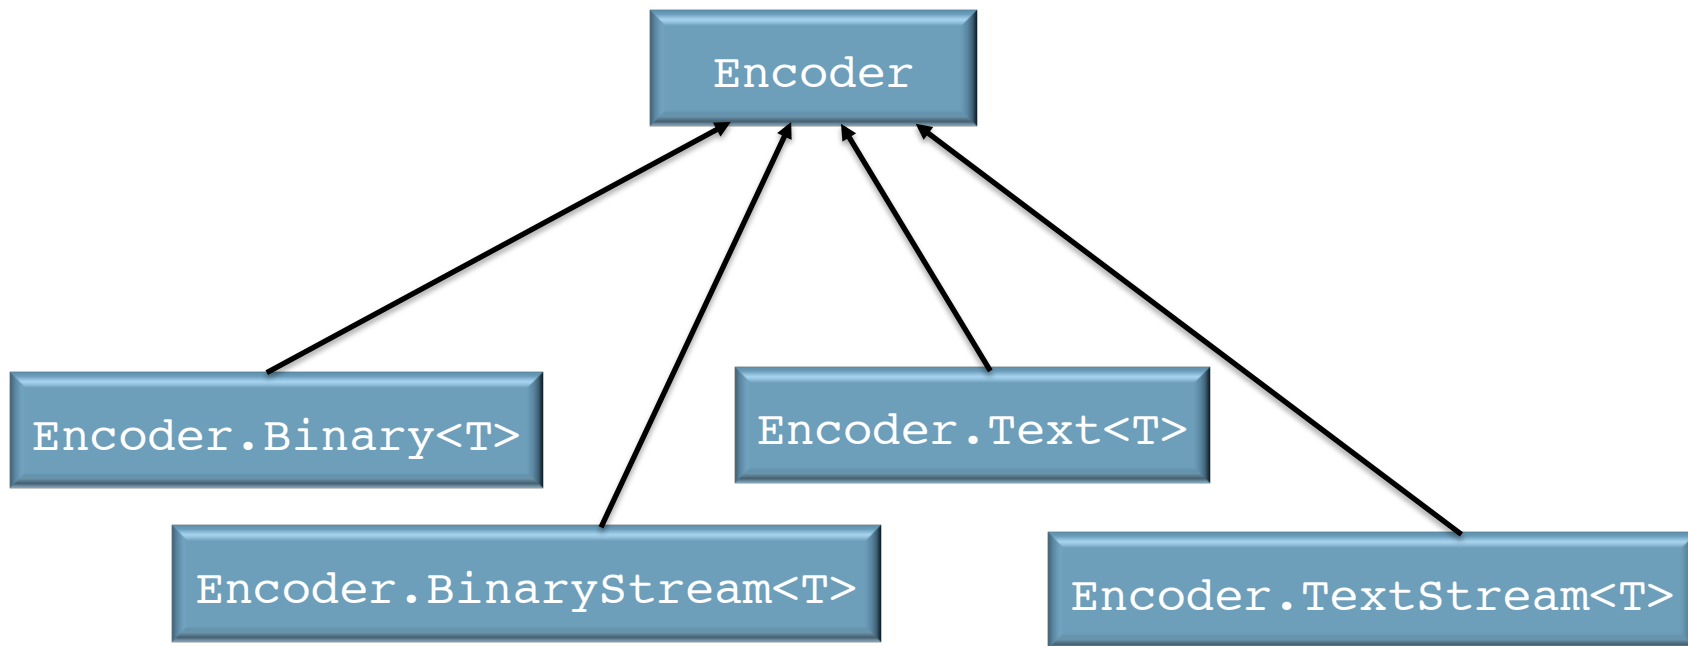 Encoder
Encoder.Binary<T>
Encoder.Text<T>
Encoder.BinaryStream<T>
Encoder.TextStream<T>